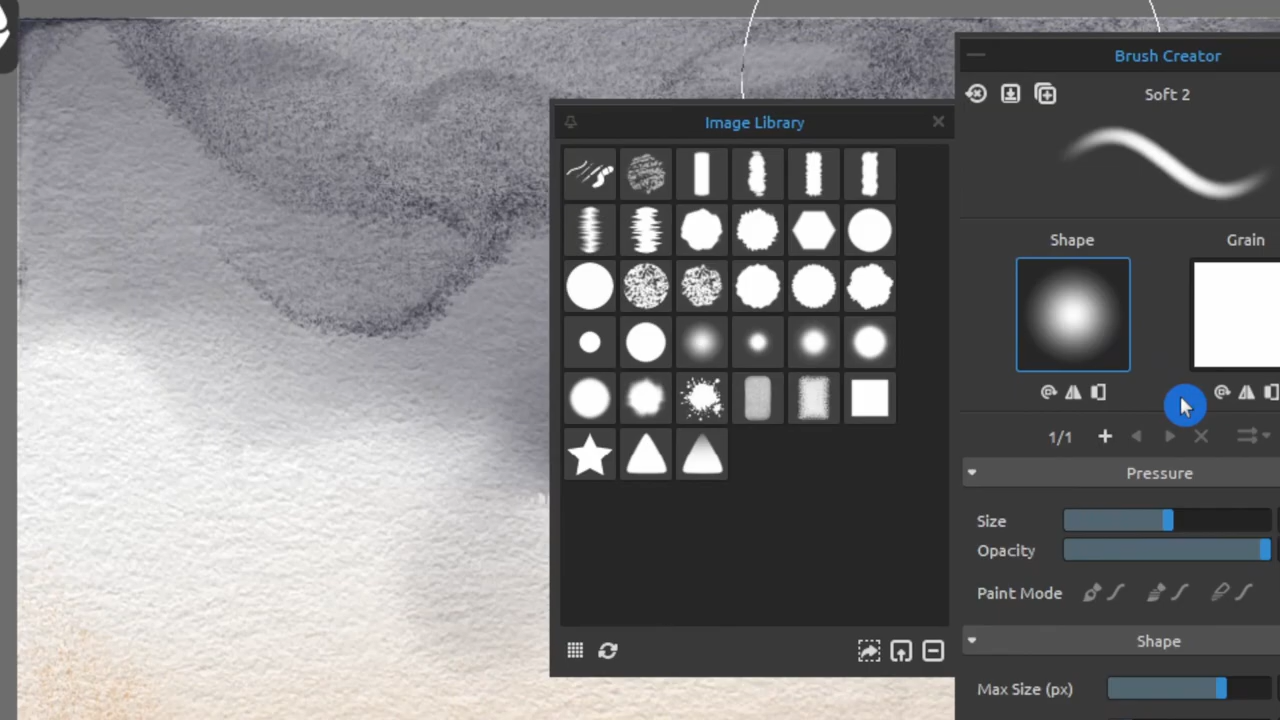 Brush Creator
Soft 2
Image Library
Shape
Grain
1/1
Pressure
Size
Opacity
Paint Mode
Shape
Max Size (px)